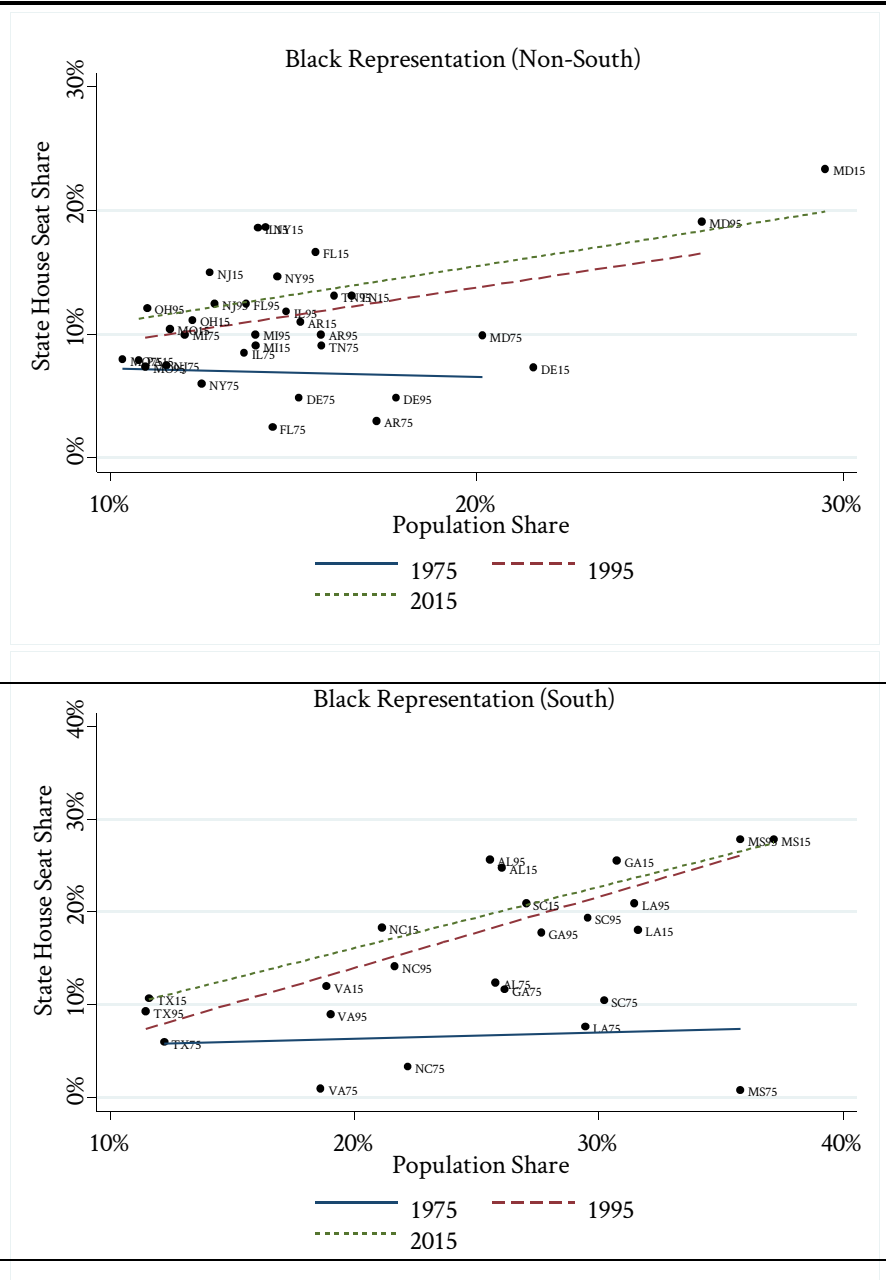 Black Representation (Non-South)
State House Seat Share
30%
20%
10%
0%
MD15
MD95
NY15
FL15
NJ15
NY95
TN15
OH95
NJ95
FL95
IL95
OH15
AR15
MO15
MI75
MI95
AR95
MD75
MI15
TN75
IL75
NJ75
DE15
NY75
DE75
DE95
AR75
FL75
10%
20%
30%
Population Share
1975
1995
2015
Black Representation (South)
State House Seat Share
40%
30%
20%
10%
0%
MS95
MS15
AL95
GA15
AL15
SC15
LA95
SC95
NC15
GA95
LA15
NC95
VA15
AL75
GA75
TX15
SC75
TX95
VA95
LA75
TX75
NC75
VA75
MS75
10%
20%
30%
40%
Population Share
1975
1995
2015